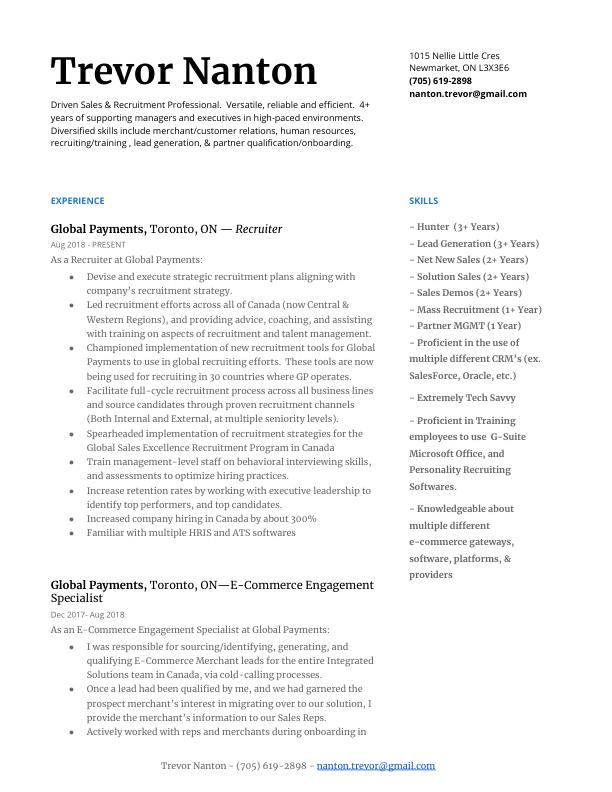 Trevor Nanton
Driven Sales & Recruitment Professional.  Versatile, reliable and efficient.  4+
years of supporting managers and executives in high-paced environments.
Diversified skills include merchant/customer relations, human resources,
recruiting/training , lead generation, & partner qualification/onboarding.
1015 Nellie Little Cres
Newmarket, ON L3X3E6
(705) 619-2898
nanton.trevor@gmail.com
EXPERIENCE
Global Payments, Toronto, ON — Recruiter
Aug 2018 - PRESENT
As a Recruiter at Global Payments:
● Devise and execute strategic recruitment plans aligning with
company's recruitment strategy.
● Led recruitment efforts across all of Canada (now Central &
Western Regions), and providing advice, coaching, and assisting
with training on aspects of recruitment and talent management.
● Championed implementation of new recruitment tools for Global
Payments to use in global recruiting efforts.  These tools are now
being used for recruiting in 30 countries where GP operates.
● Facilitate full-cycle recruitment process across all business lines
and source candidates through proven recruitment channels
(Both Internal and External, at multiple seniority levels).
● Spearheaded implementation of recruitment strategies for the
Global Sales Excellence Recruitment Program in Canada
● Train management-level staff on behavioral interviewing skills,
and assessments to optimize hiring practices.
● Increase retention rates by working with executive leadership to
identify top performers, and top candidates.
● Increased company hiring in Canada by about 300%
● Familiar with multiple HRIS and ATS softwares
Global Payments, Toronto, ON—E-Commerce Engagement
Specialist
Dec 2017- Aug 2018
As an E-Commerce Engagement Specialist at Global Payments:
● I was responsible for sourcing/identifying, generating, and
qualifying E-Commerce Merchant leads for the entire Integrated
Solutions team in Canada, via cold-calling processes.
● Once a lead had been qualified by me, and we had garnered the
prospect merchant's interest in migrating over to our solution, I
provide the merchant's information to our Sales Reps.
● Actively worked with reps and merchants during onboarding in
SKILLS
- Hunter  (3+ Years)
- Lead Generation (3+ Years)
- Net New Sales (2+ Years)
- Solution Sales (2+ Years)
- Sales Demos (2+ Years)
- Mass Recruitment (1+ Year)
- Partner MGMT (1 Year)
- Proficient in the use of
multiple different CRM's (ex.
SalesForce, Oracle, etc.)
- Extremely Tech Savvy
- Proficient in Training
employees to use  G-Suite
Microsoft Office, and
Personality Recruiting
Softwares.
- Knowledgeable about
multiple different
e-commerce gateways,
software, platforms, &
providers
Trevor Nanton - (705) 619-2898 - nanton.trevor@gmail.com